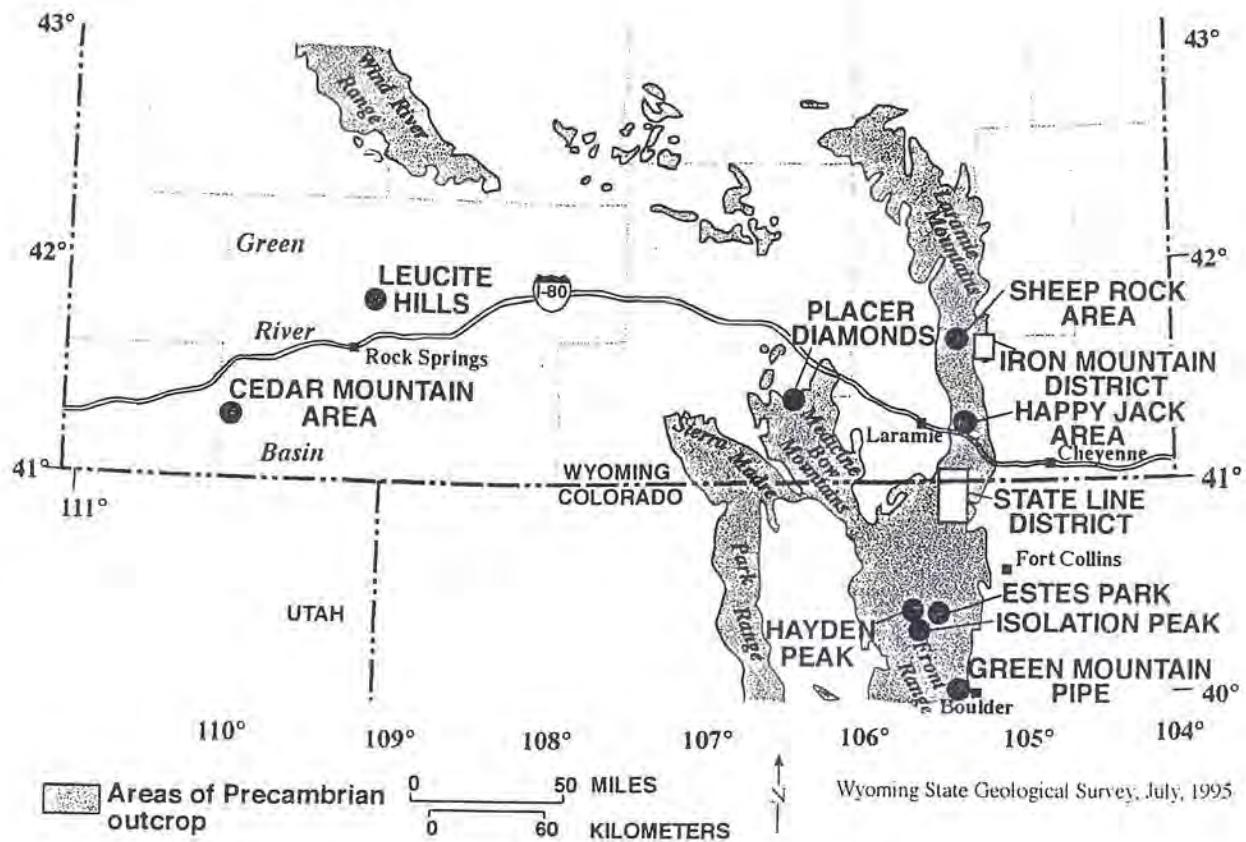 43°
43°
Wind River
Range
Laramie
Mountains
42°
42°
Green
LEUCITE
HILLS
I-80
PLACER
DIAMONDS
SHEEP ROCK
AREA
River
Rock Springs
IRON MOUNTAIN
DISTRICT
CEDAR MOUNTAIN
AREA
HAPPY JACK
AREA
Laramie
Cheyenne
Basin
Sierra Madre
Medicine
Bow
Mountains
41°
41°
WYOMING
COLORADO
111°
STATE LINE
DISTRICT
Fort Collins
Park
Range
UTAH
ESTES PARK
HAYDEN
PEAK
ISOLATION PEAK
Front
Range
GREEN MOUNTAIN
PIPE
Boulder
40°
110°
109°
108°
107°
106°
105°
104°
Areas of Precambrian
outcrop
0 50 MILES
0 60
KILOMETERS
Wyoming State Geological Survey, July, 1995